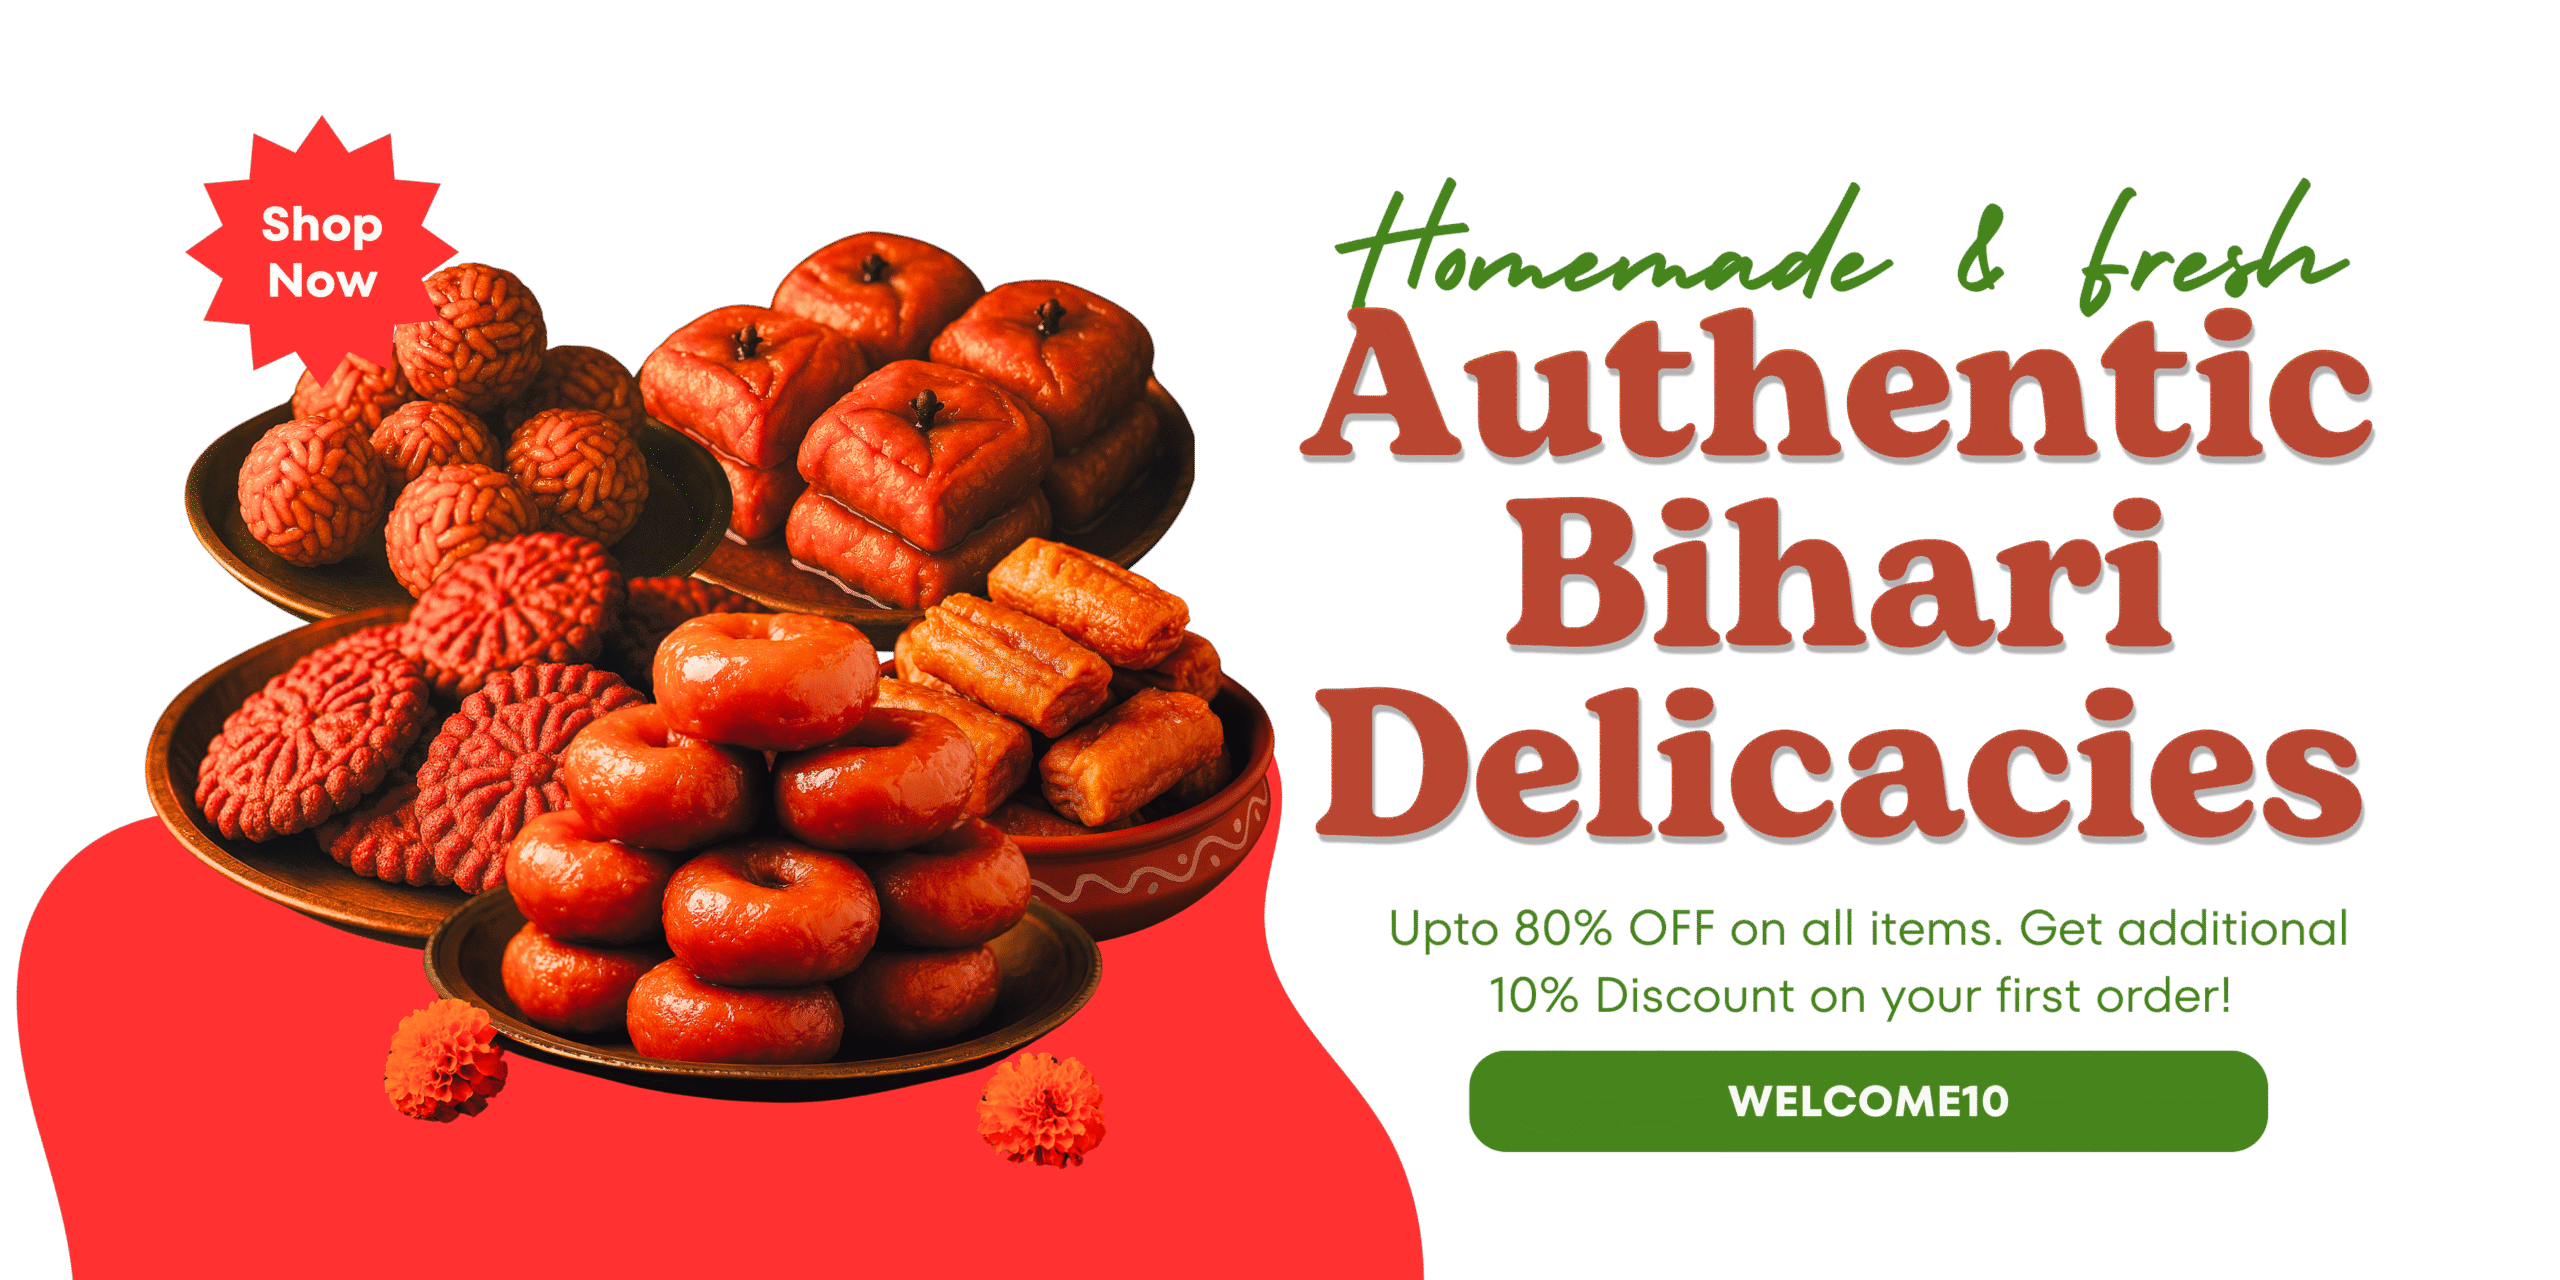 Shop
Now
Homemade & fresh
Authentic
Bihari
Delicacies
Upto 80% OFF on all items. Get additional
10% Discount on your first order!
WELCOME10